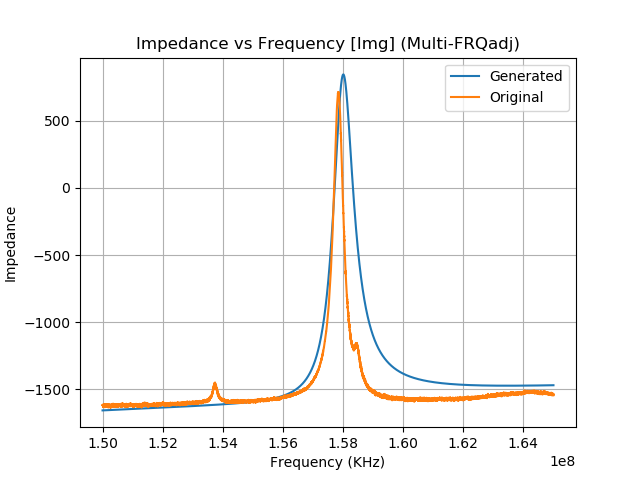 Impedance vs Frequency [Img] (Multi-FRQadj)
Generated
Original
500
0
−500
−1000
−1500
Impedance
1.50 1.52 1.54 1.56 1.58 1.60 1.62 1.64
1e8
Frequency (KHz)